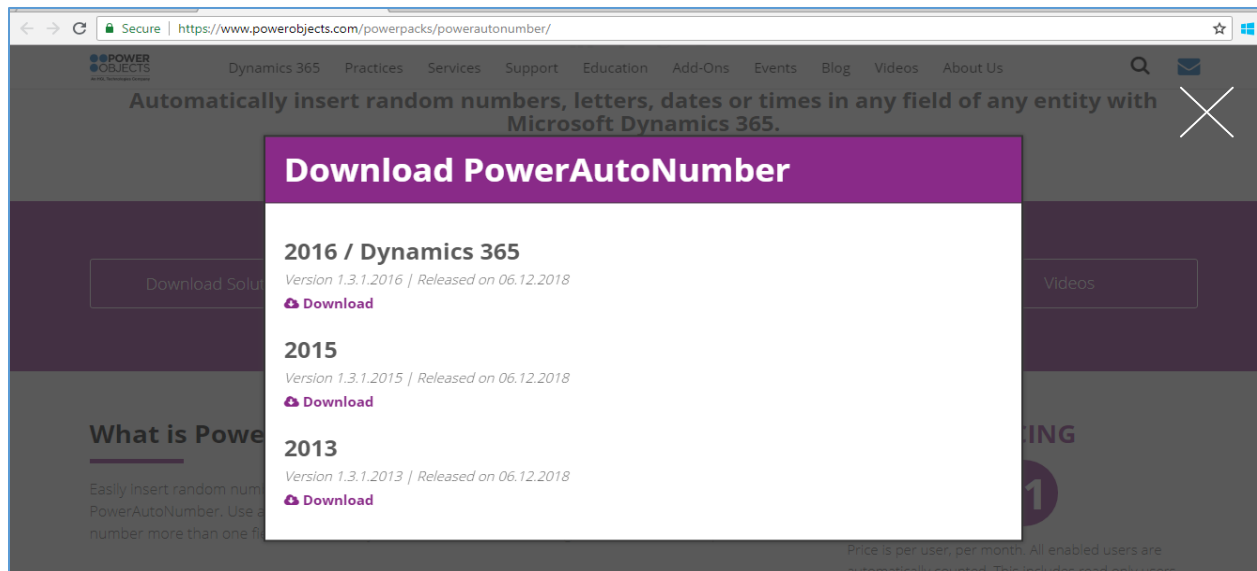 Secure | https://www.powerobjects.com/powerpacks/powerautonumber/
POWER
OBJECTS
Dynamics 365 Practices Services Support Education Add-Ons Events Blog Videos About Us
Automatically insert random numbers, letters, dates or times in any field of any entity with
Microsoft Dynamics 365.
Download PowerAutoNumber
2016 / Dynamics 365
Version 1.3.1.2016 | Released on 06.12.2018
Download
Download Solut
Videos
2015
Version 1.3.1.2015 | Released on 06.12.2018
Download
What is Powe
ING
2013
Version 1.3.1.2013 | Released on 06.12.2018
Download
Easily insert random num
PowerAutoNumber. Use a
number more than one fi
1
Price is per user, per month. All enabled users are